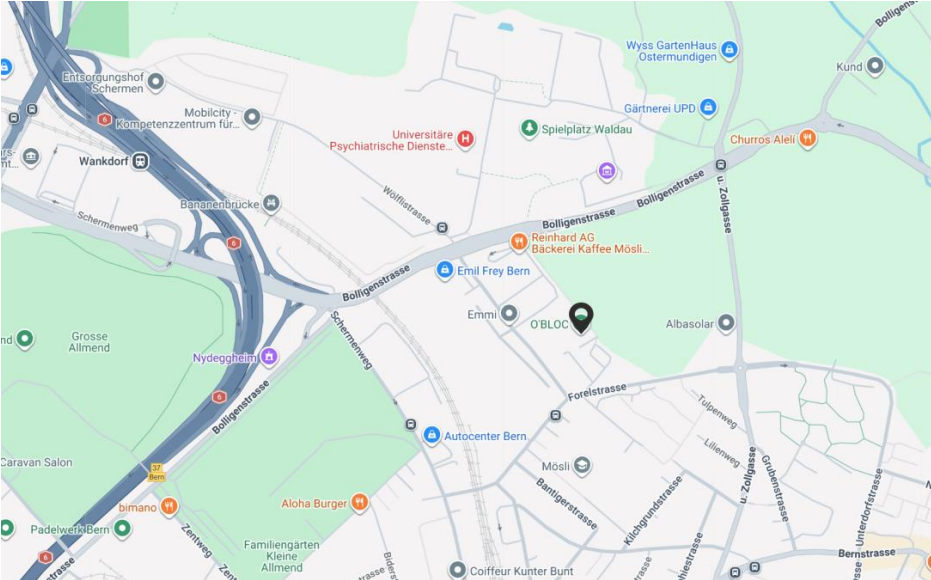 Bolligenstrasse
Wyss GartenHaus
Ostermundigen
Kund
Entsorgungshof
Schermen
6
Mobilcity -
Kompetenzzentrum für...
Gärtnerei UPD
Universitäre
Psychiatrische Dienste...
H
Spielplatz Waldau
Churros Alelí
Wankdorf
Bananenbrücke
Wölflistrasse
Bolligenstrasse
Bolligenstrasse
u. Zollgasse
Schermenweg
6
Reinhard AG
Bäckerei Kaffee Mösli...
Emil Frey Bern
Bolligenstrasse
Emmi
O'BLOC
Albasolar
Grosse
Allmend
Schermenweg
Nydeggheim
6
Bolligenstrasse
Forelstrasse
Tulpenweg
Autocenter Bern
Lilienweg
Caravan Salon
37
Bern
Mösli
u. Zollgasse
Grubenstrasse
Unterdorfstrasse
Bantigerstrasse
Kilchgrundstrasse
bimano
Aloha Burger
Padelwerk Bern
Zentweg
Familiengärten
Kleine
Allmend
Bernstrasse
6
Coiffeur Kunter Bunt